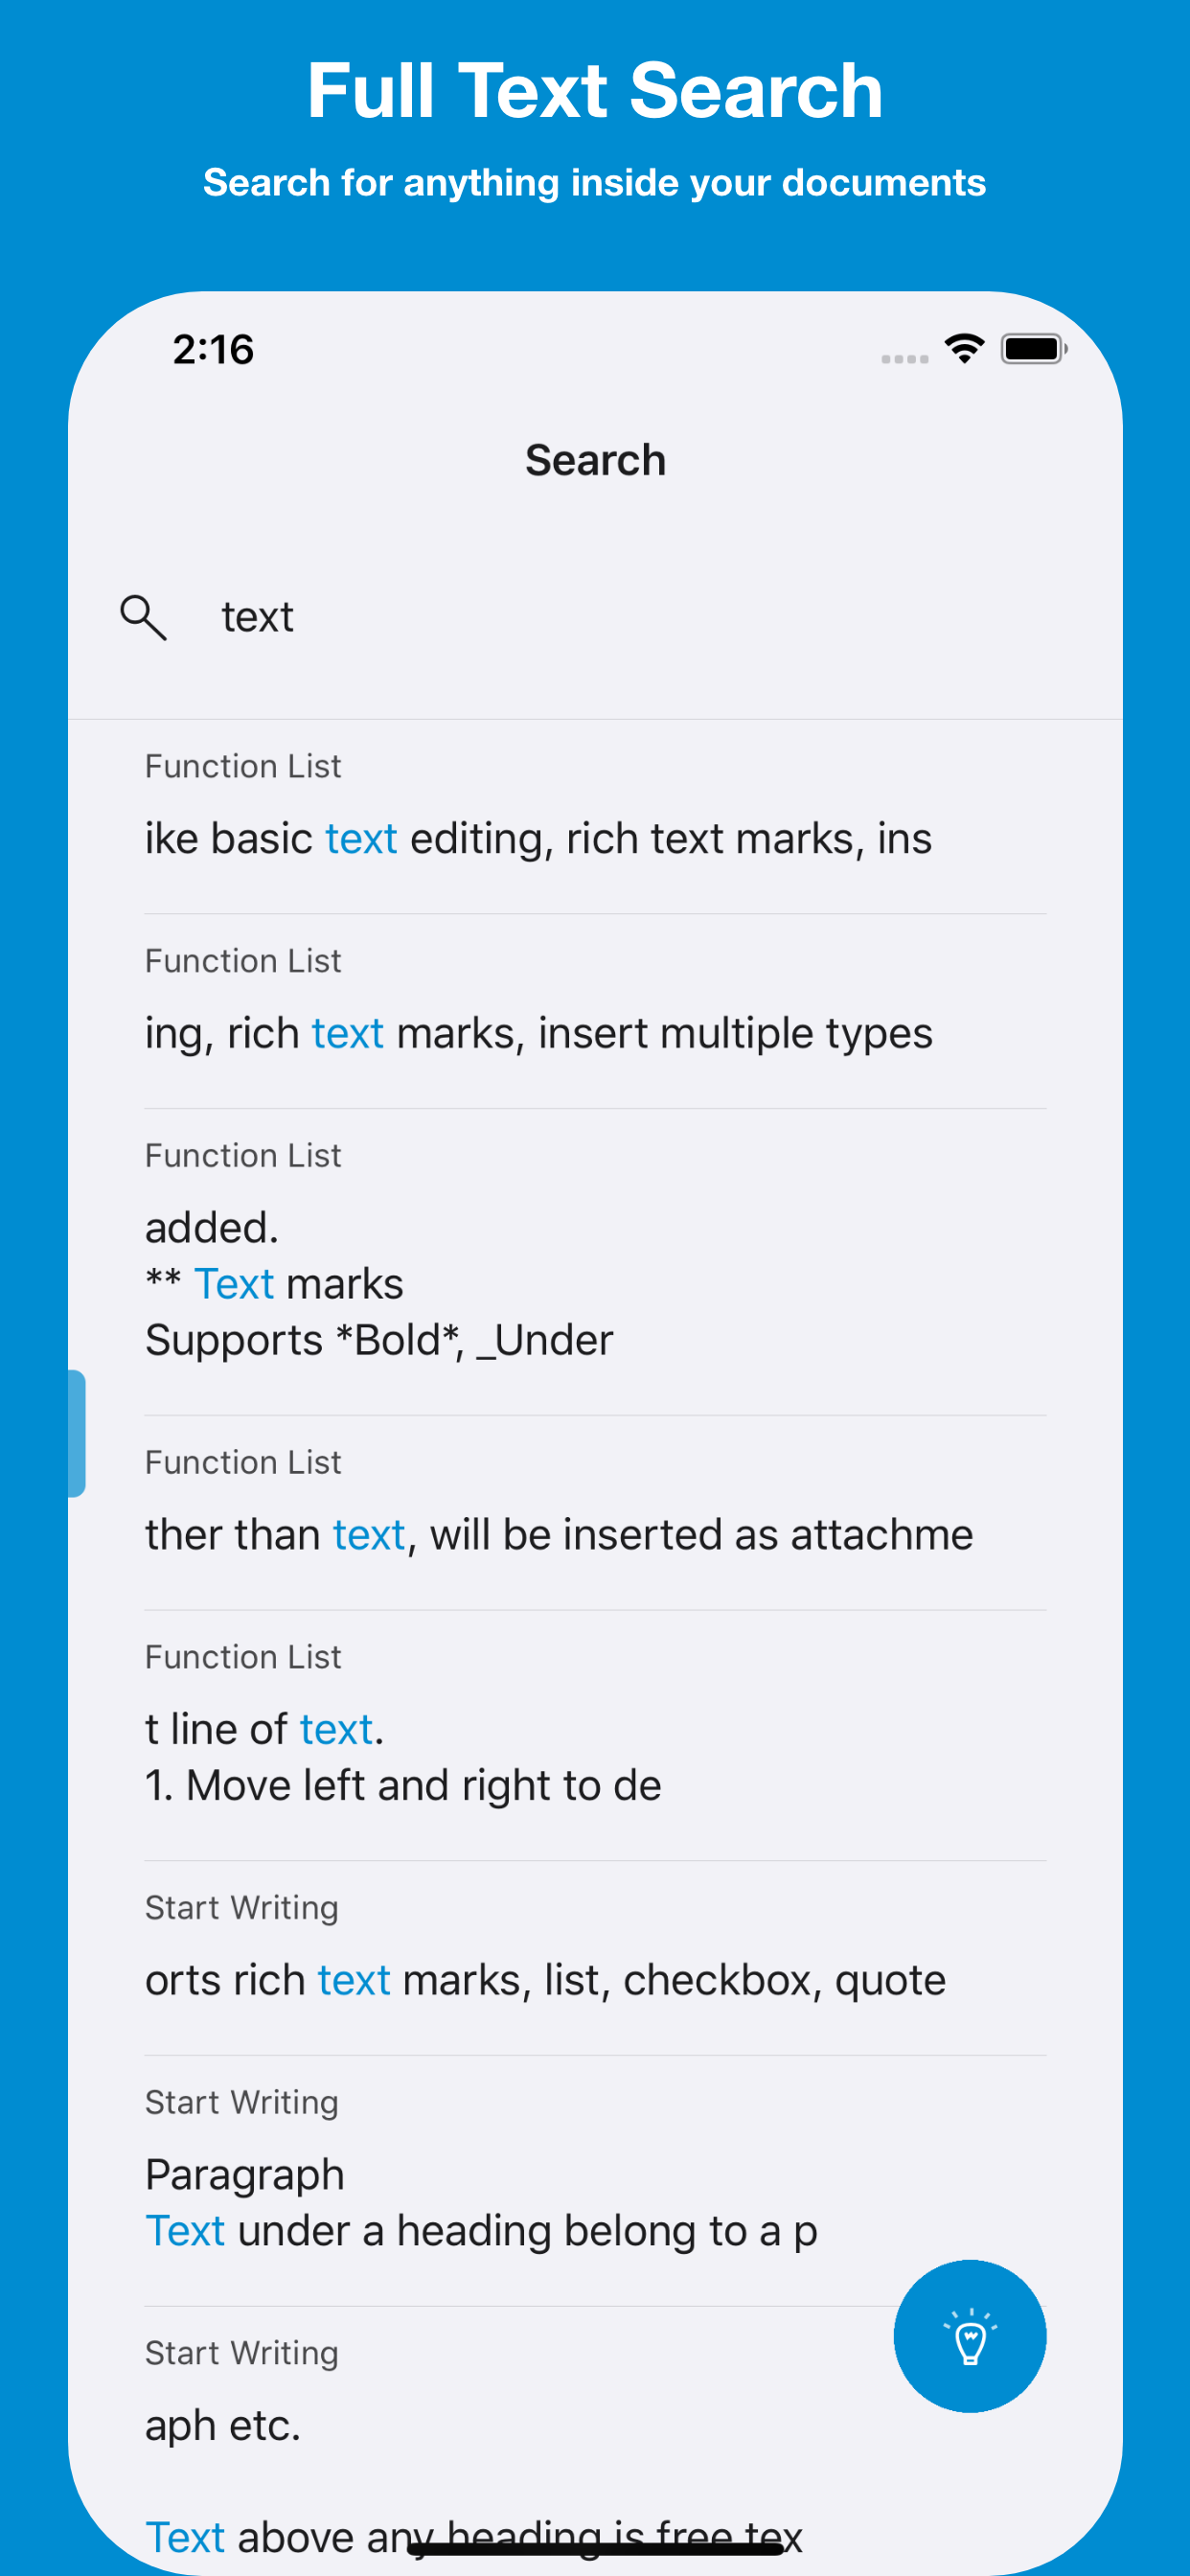 Full Text Search
Search for anything inside your documents
2:16
Search
text
Function List
ike basic text editing, rich text marks, ins
Function List
ing, rich text marks, insert multiple types
Function List
added.
** Text marks
Supports *Bold*, _Under
Function List
ther than text, will be inserted as attachme
Function List
t line of text.
1. Move left and right to de
Start Writing
orts rich text marks, list, checkbox, quote
Start Writing
Paragraph
Text under a heading belong to a p
Start Writing
aph etc.
Text above any heading is free tex